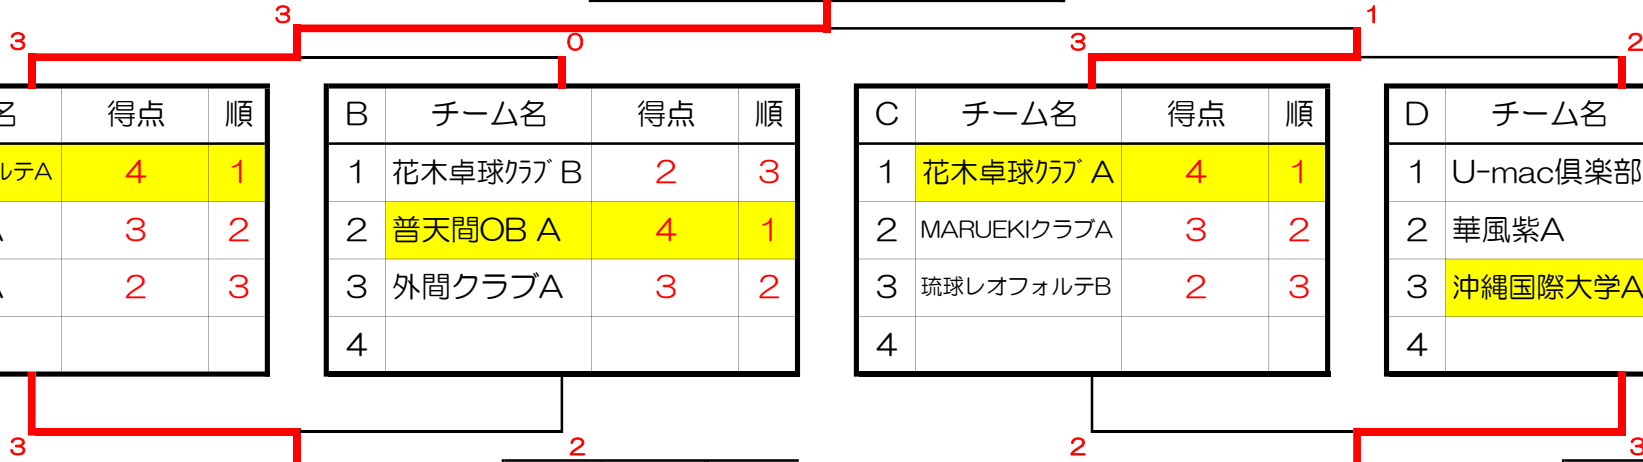 3 1
3 0 3 2
名 得点 順 B チーム名 得点 順 C チーム名 得点 順 D チーム名
ルテA 4 1 1 花木卓球ｸﾗﾌﾞ B 2 3 1 花木卓球ｸﾗﾌﾞ A 4 1 1 U-mac倶楽部
A 3 2 2 普天間OB A 4 1 2 MARUEKIクラブA 3 2 2 華風紫A
A 2 3 3 外間クラブA 3 2 3 琉球レオフォルテB 2 3 3 沖縄国際大学A
4 4 4
3 2 2 3